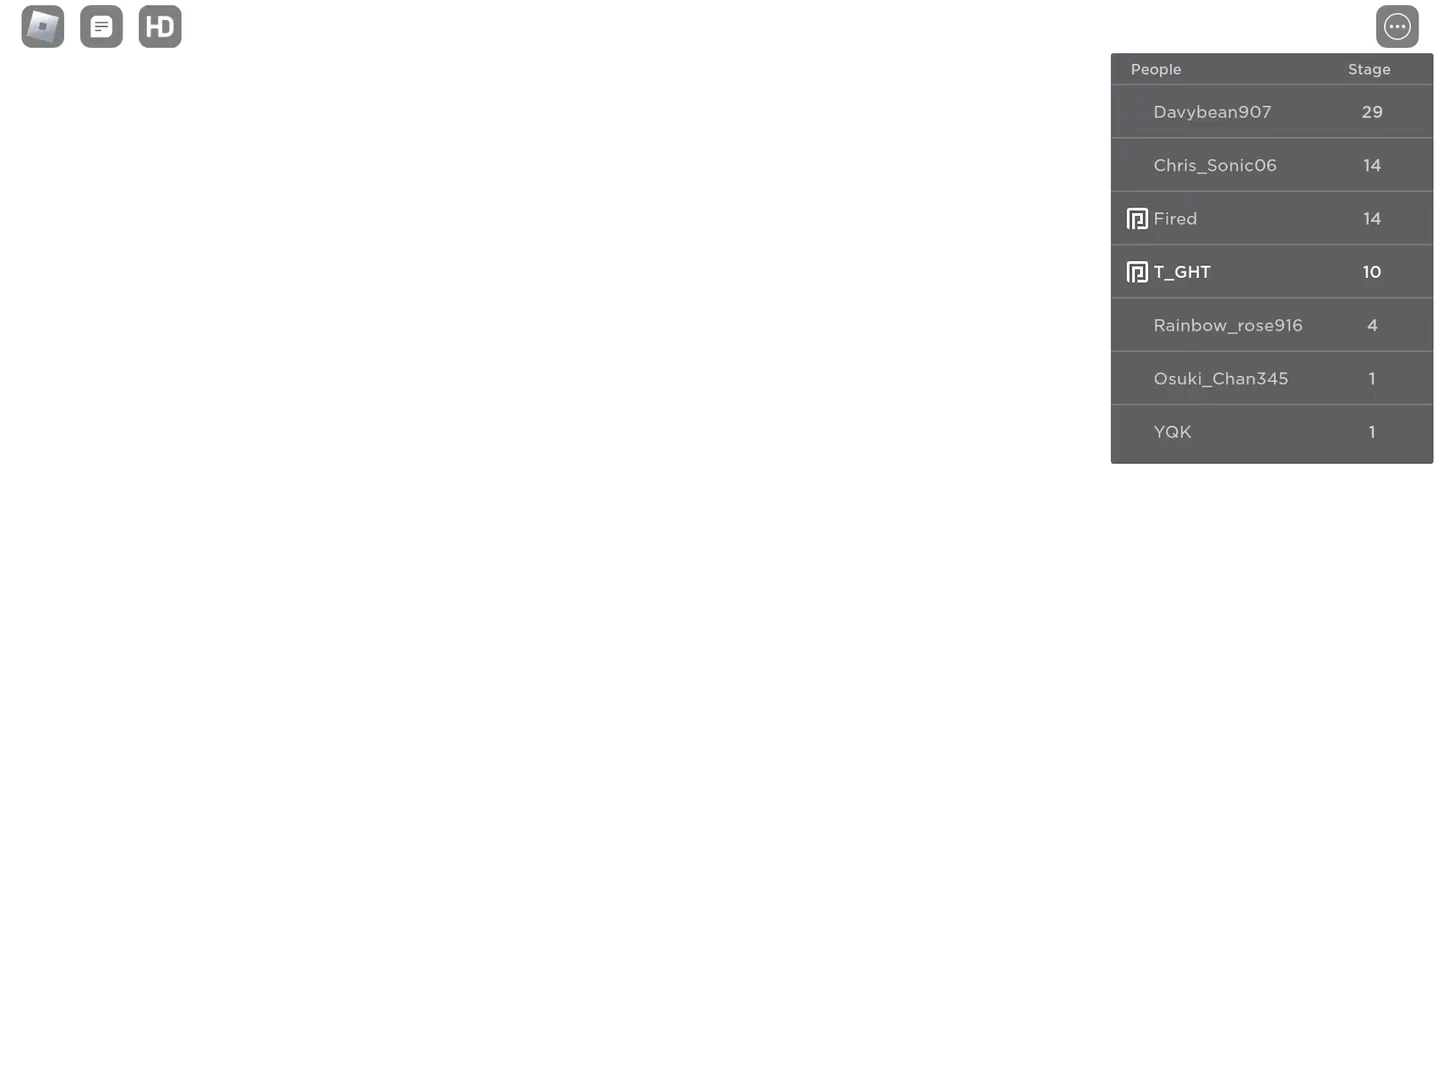 HD
People Stage
Davybean907 29
Chris_Sonic06 14
Fired 14
T_GHT 10
Rainbow_rose916 4
Osuki_Chan345 1
YQK 1